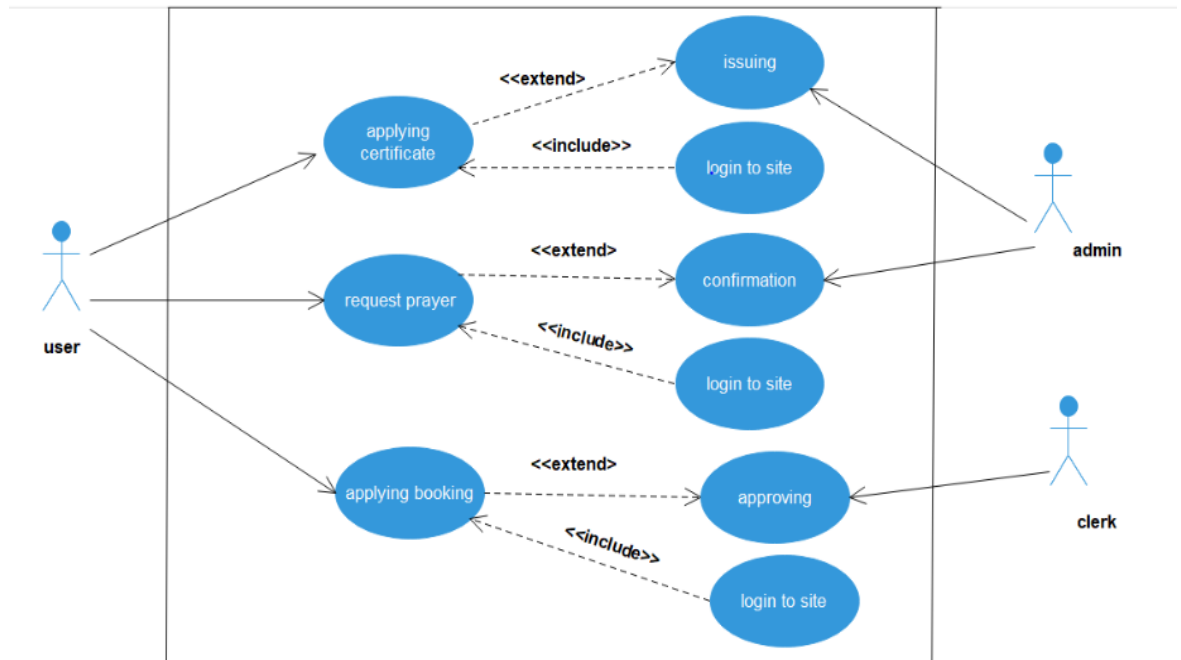 issuing
<<extend>
applying
certificate
<<include>>
login to site
admin
<<extend>
confirmation
request prayer
<<include>>
user
login to site
<<extend>
applying booking
approving
clerk
<<include>>
login to site